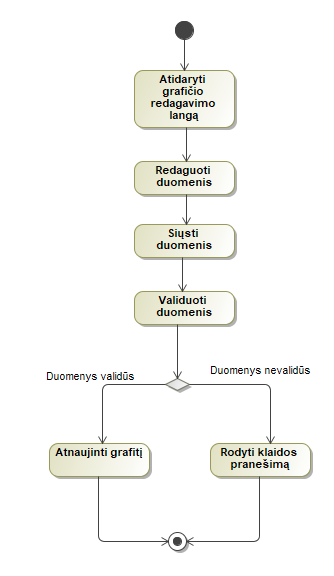 Atidaryti
grafičio
redagavimo
langą
Redaguoti
duomenis
Siųsti
duomenis
Validuoti
duomenis
Duomenys validūs
Duomenys nevalidūs
Atnaujinti grafitį
Rodyti klaidos
pranešimą